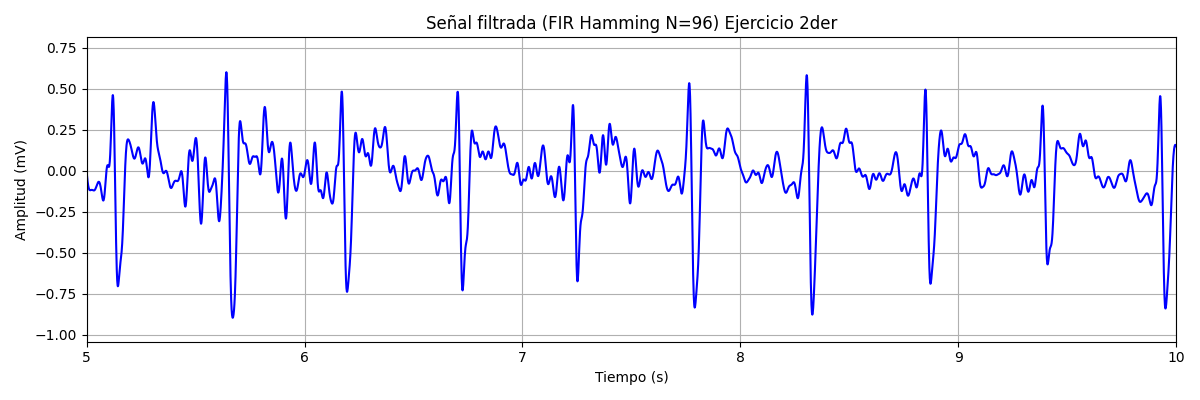 Señal filtrada (FIR Hamming N=96) Ejercicio 2der
Amplitud (mV)
0.75
0.50
0.25
0.00
−0.25
−0.50
−0.75
−1.00
5 6 7 8 9 10
Tiempo (s)